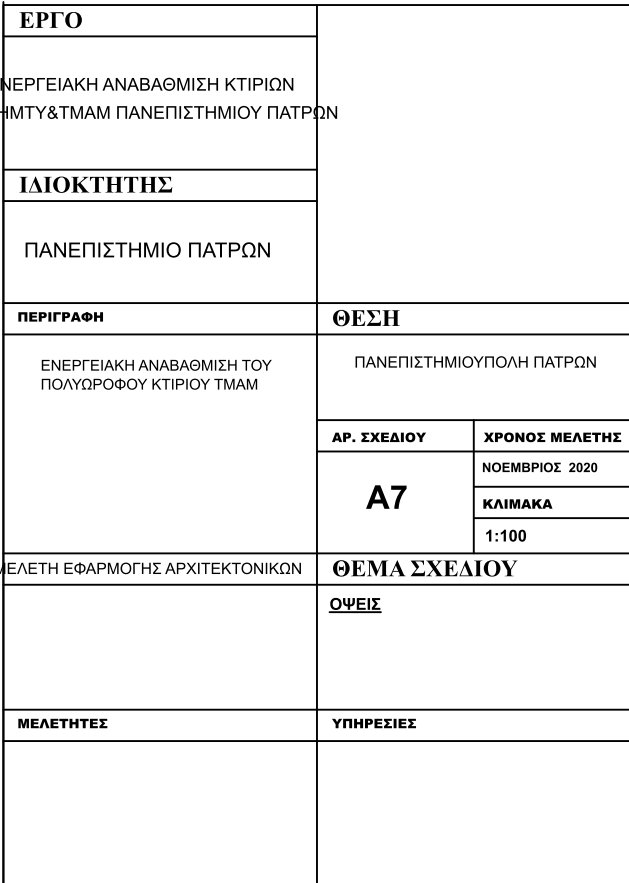 ΕΡΓΟ
ΝΕΡΓΕΙΑΚΗ ΑΝΑΒΑΘΜΙΣΗ ΚΤΙΡΙΩΝ
ΗΜΤΥ&ΤΜΑΜ ΠΑΝΕΠΙΣΤΗΜΙΟΥ ΠΑΤΡΩΝ
ΙΔΙΟΚΤΗΤΗΣ
ΠΑΝΕΠΙΣΤΗΜΙΟ ΠΑΤΡΩΝ
ΠΕΡΙΓΡΑΦΗ
ΕΝΕΡΓΕΙΑΚΗ ΑΝΑΒΑΘΜΙΣΗ ΤΟΥ
ΠΟΛΥΩΡΟΦΟΥ ΚΤΙΡΙΟΥ ΤΜΑΜ
ΘΕΣΗ
ΠΑΝΕΠΙΣΤΗΜΙΟΥΠΟΛΗ ΠΑΤΡΩΝ
ΑΡ. ΣΧΕΔΙΟΥ
Α7
ΧΡΟΝΟΣ ΜΕΛΕΤΗΣ
ΝΟΕΜΒΡΙΟΣ 2020
ΚΛΙΜΑΚΑ
1:100
ΜΕΛΕΤΗ ΕΦΑΡΜΟΓΗΣ ΑΡΧΙΤΕΚΤΟΝΙΚΩΝ
ΘΕΜΑ ΣΧΕΔΙΟΥ
ΟΨΕΙΣ
ΜΕΛΕΤΗΤΕΣ
ΥΠΗΡΕΣΙΕΣ